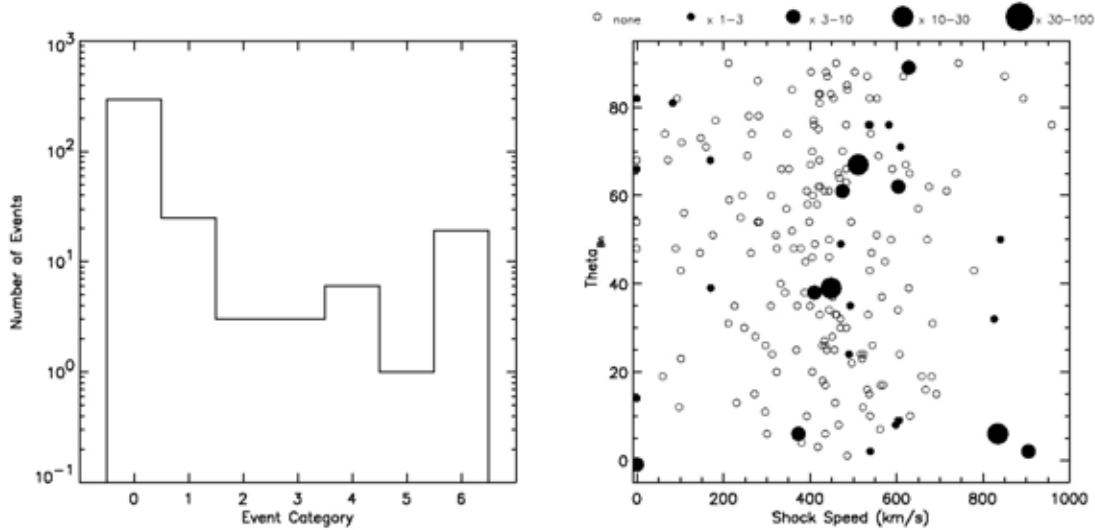 none x 1-3 x 3-10 x 10-30 x 30-100
10³
10²
10¹
10⁰
10⁻¹
Number of Events
0 1 2 3 4 5 6
Event Category
80
60
40
20
0
Theta_Bn
0 200 400 600 800 1000
Shock Speed (km/s)